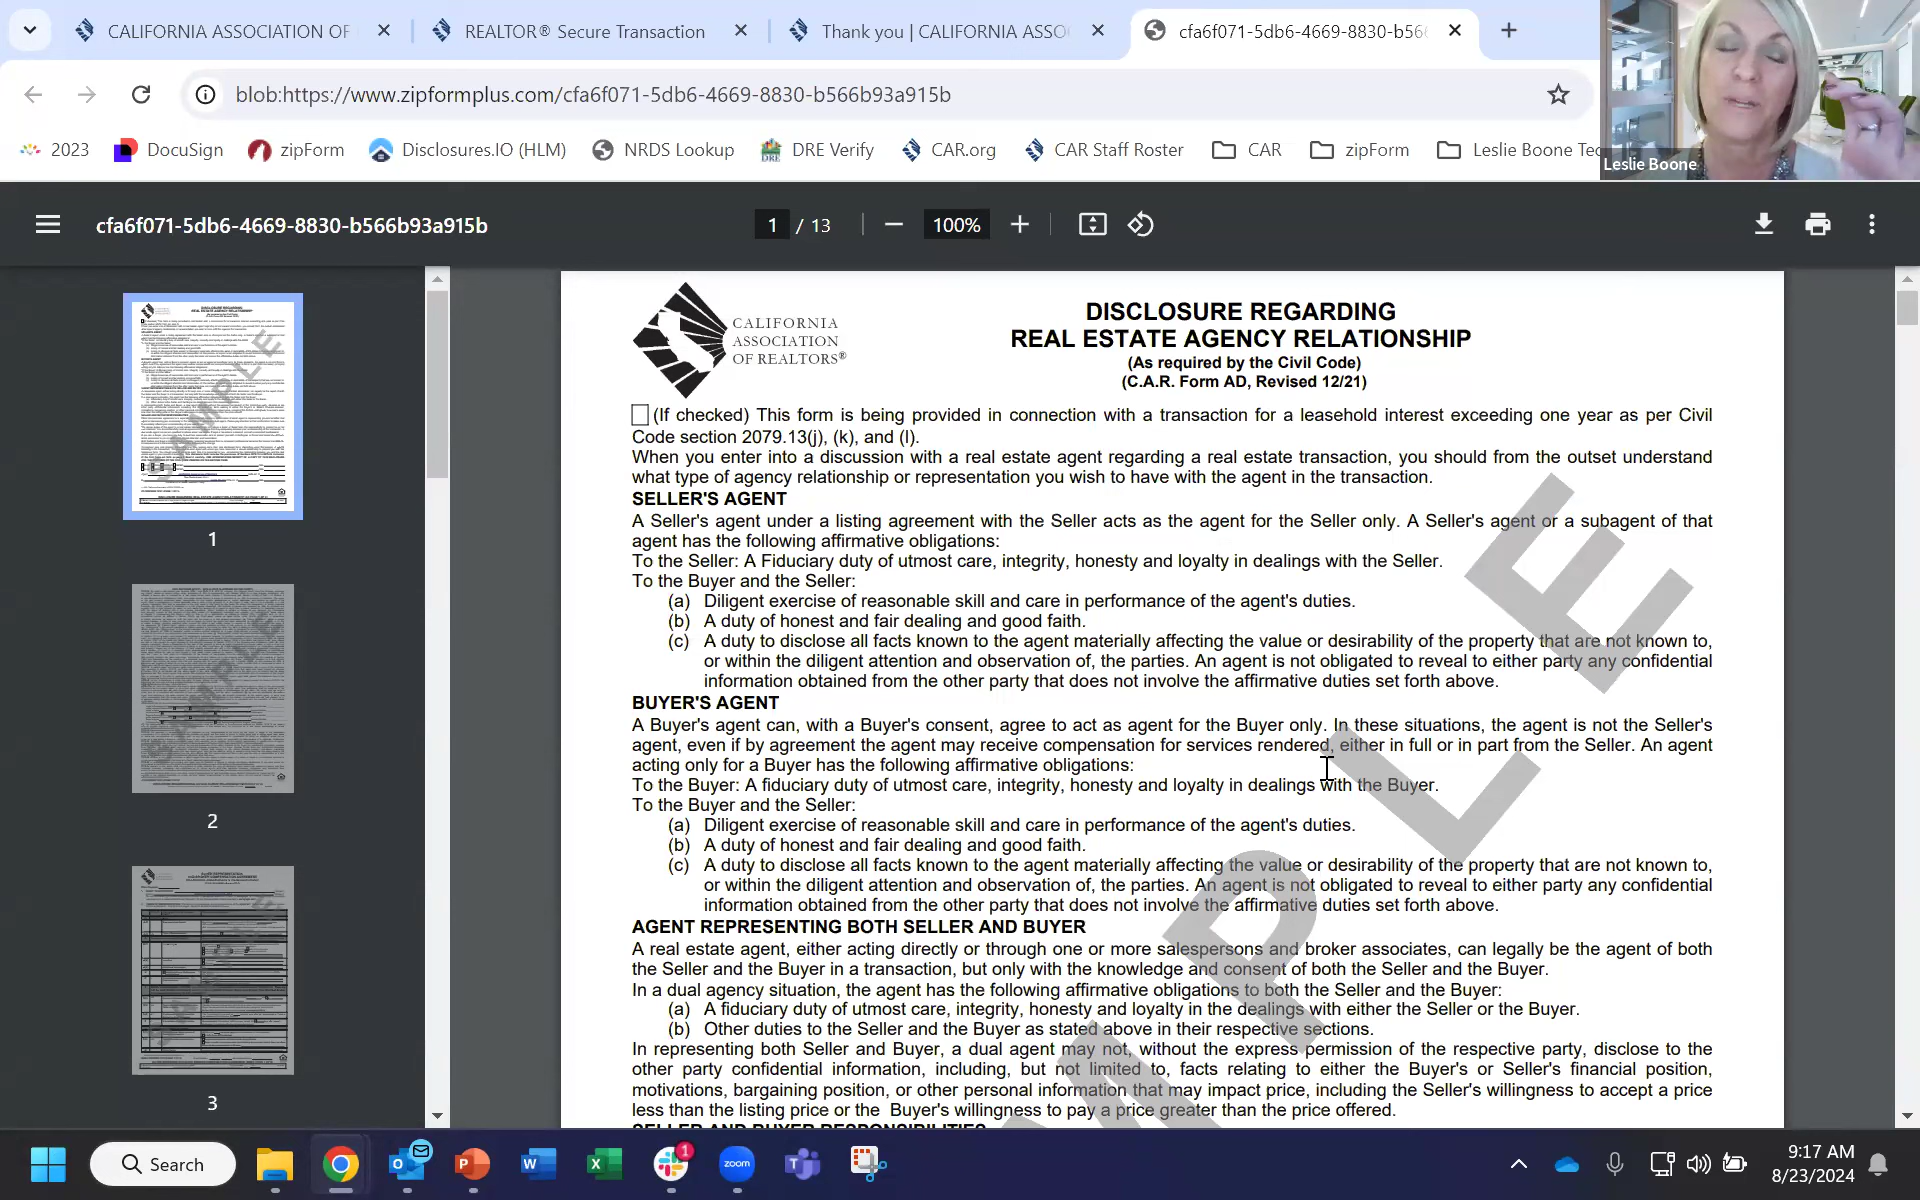 CALIFORNIA ASSOCIATION OF
REALTOR® Secure Transaction
Thank you | CALIFORNIA ASSO
cfa6f071-5db6-4669-8830-b56
blob:https://www.zipformplus.com/cfa6f071-5db6-4669-8830-b566b93a915b
2023
DocuSign
zipForm
Disclosures.IO (HLM)
NRDS Lookup
DRE Verify
CAR.org
CAR Staff Roster
CAR
zipForm
Leslie Boone Tec
Leslie Boone
cfa6f071-5db6-4669-8830-b566b93a915b
1 / 13
100%
1
2
3
CALIFORNIA
ASSOCIATION
OF REALTORS®
DISCLOSURE REGARDING
REAL ESTATE AGENCY RELATIONSHIP
(As required by the Civil Code)
(C.A.R. Form AD, Revised 12/21)
(If checked) This form is being provided in connection with a transaction for a leasehold interest exceeding one year as per Civil
Code section 2079.13(j), (k), and (l).
When you enter into a discussion with a real estate agent regarding a real estate transaction, you should from the outset understand
what type of agency relationship or representation you wish to have with the agent in the transaction.
SELLER'S AGENT
A Seller's agent under a listing agreement with the Seller acts as the agent for the Seller only. A Seller's agent or a subagent of that
agent has the following affirmative obligations:
To the Seller: A Fiduciary duty of utmost care, integrity, honesty and loyalty in dealings with the Seller.
To the Buyer and the Seller:
(a) Diligent exercise of reasonable skill and care in performance of the agent's duties.
(b) A duty of honest and fair dealing and good faith.
(c) A duty to disclose all facts known to the agent materially affecting the value or desirability of the property that are not known to,
or within the diligent attention and observation of, the parties. An agent is not obligated to reveal to either party any confidential
information obtained from the other party that does not involve the affirmative duties set forth above.
BUYER'S AGENT
A Buyer's agent can, with a Buyer's consent, agree to act as agent for the Buyer only. In these situations, the agent is not the Seller's
agent, even if by agreement the agent may receive compensation for services rendered, either in full or in part from the Seller. An agent
acting only for a Buyer has the following affirmative obligations:
To the Buyer: A fiduciary duty of utmost care, integrity, honesty and loyalty in dealings with the Buyer.
To the Buyer and the Seller:
(a) Diligent exercise of reasonable skill and care in performance of the agent's duties.
(b) A duty of honest and fair dealing and good faith.
(c) A duty to disclose all facts known to the agent materially affecting the value or desirability of the property that are not known to,
or within the diligent attention and observation of, the parties. An agent is not obligated to reveal to either party any confidential
information obtained from the other party that does not involve the affirmative duties set forth above.
AGENT REPRESENTING BOTH SELLER AND BUYER
A real estate agent, either acting directly or through one or more salespersons and broker associates, can legally be the agent of both
the Seller and the Buyer in a transaction, but only with the knowledge and consent of both the Seller and the Buyer.
In a dual agency situation, the agent has the following affirmative obligations to both the Seller and the Buyer:
(a) A fiduciary duty of utmost care, integrity, honesty and loyalty in the dealings with either the Seller or the Buyer.
(b) Other duties to the Seller and the Buyer as stated above in their respective sections.
In representing both Seller and Buyer, a dual agent may not, without the express permission of the respective party, disclose to the
other party confidential information, including, but not limited to, facts relating to either the Buyer's or Seller's financial position,
motivations, bargaining position, or other personal information that may impact price, including the Seller's willingness to accept a price
less than the listing price or the Buyer's willingness to pay a price greater than the price offered.
SELLER AND BUYER RESPONSIBILITIES
MPLE
Search
zoom
1
9:17 AM
8/23/2024